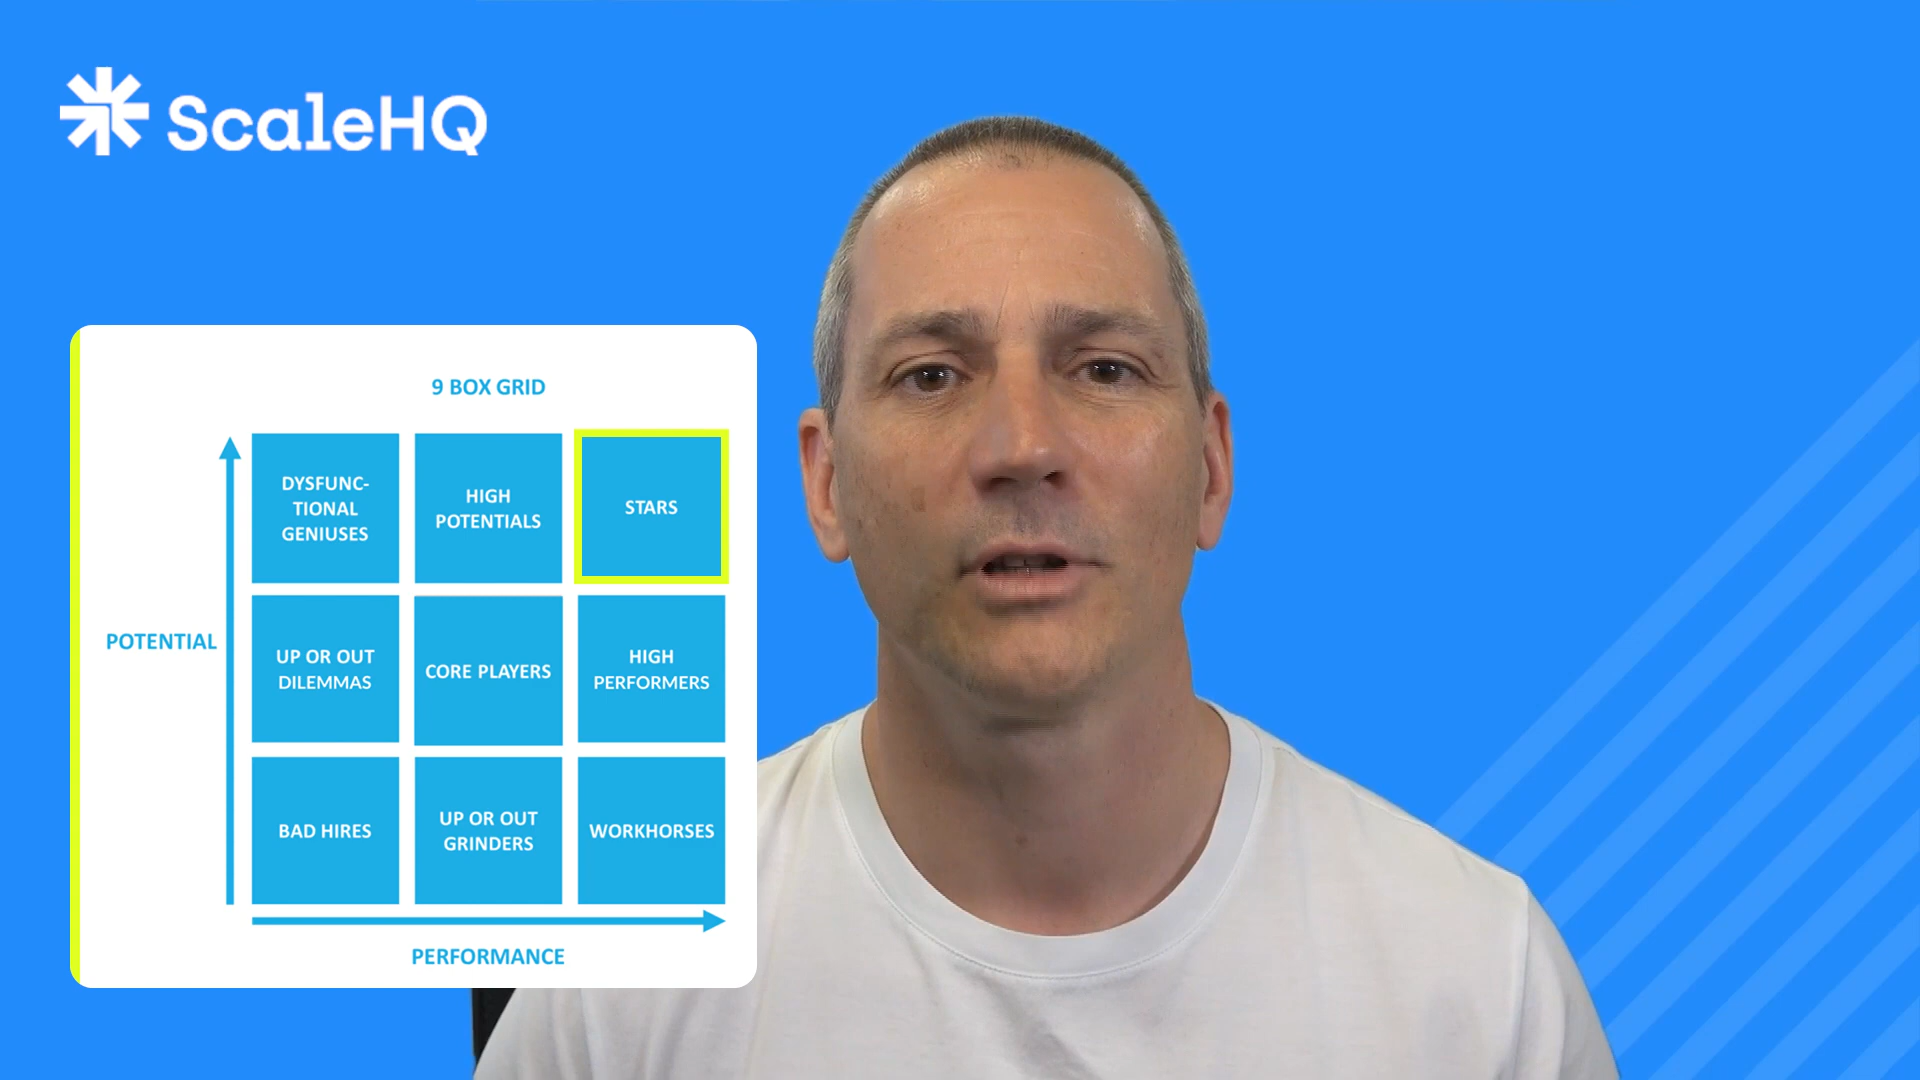 ScaleHQ
9 BOX GRID
DYSFUNC-
TIONAL
GENIUSES
HIGH
POTENTIALS
STARS
POTENTIAL
UP OR OUT
DILEMMAS
CORE PLAYERS
HIGH
PERFORMERS
BAD HIRES
UP OR OUT
GRINDERS
WORKHORSES
PERFORMANCE